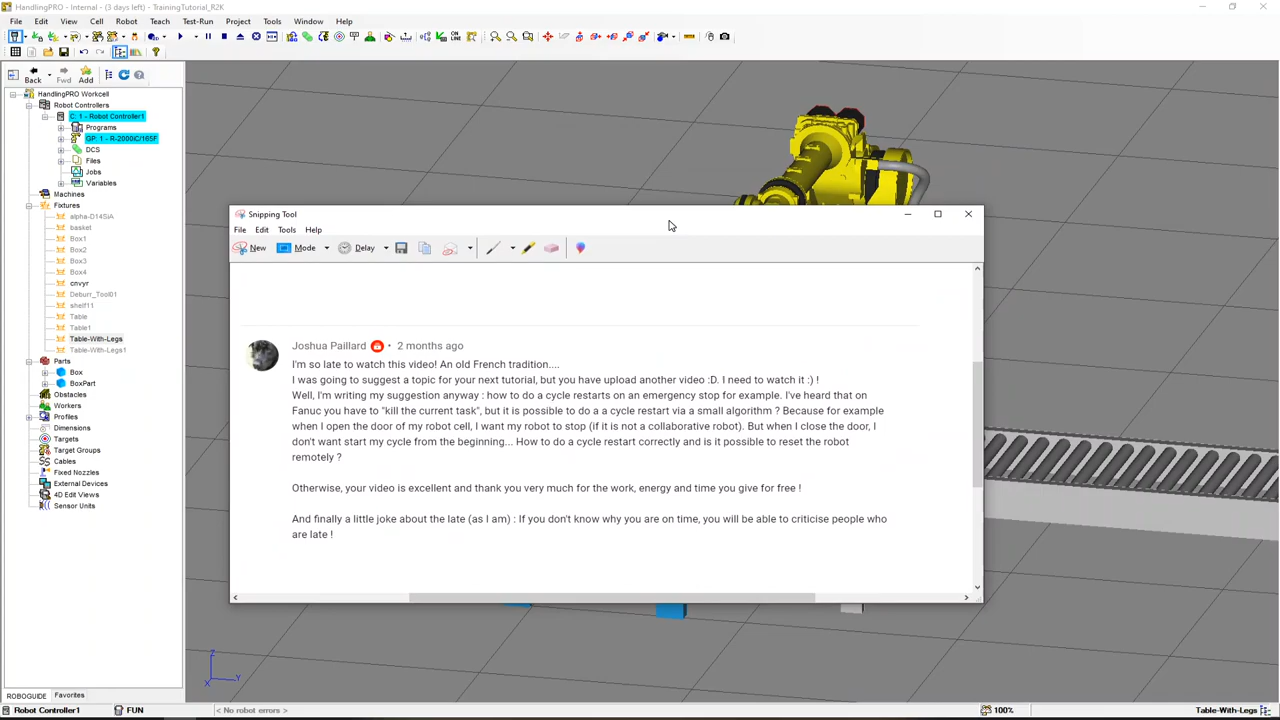 HandlingPRO - Internal - (3 days left) - TrainingTutorial_R2K
File Edit View Cell Robot Teach Test-Run Project Tools Window Help
ON LINE
Back Fwd Add
HandlingPRO Workcell
Robot Controllers
C: 1 - Robot Controller1
Programs
GP: 1 - R-2000iC/165F
DCS
Files
Jobs
Variables
Machines
Fixtures
alpha-D14SiA
basket
Box1
Box2
Box3
Box4
cnvyr
Deburr_Tool01
shelf11
Table
Table1
Table-With-Legs
Table-With-Legs1
Parts
Box
BoxPart
Obstacles
Workers
Profiles
Dimensions
Targets
Target Groups
Cables
Fixed Nozzles
External Devices
4D Edit Views
Sensor Units
Snipping Tool
File Edit Tools Help
New Mode Delay
Joshua Paillard • 2 months ago
I'm so late to watch this video! An old French tradition....
I was going to suggest a topic for your next tutorial, but you have upload another video :D. I need to watch it :) !
Well, I'm writing my suggestion anyway : how to do a cycle restarts on an emergency stop for example. I've heard that on
Fanuc you have to "kill the current task", but it is possible to do a a cycle restart via a small algorithm ? Because for example
when I open the door of my robot cell, I want my robot to stop (if it is not a collaborative robot). But when I close the door, I
don't want start my cycle from the beginning... How to do a cycle restart correctly and is it possible to reset the robot
remotely ?
Otherwise, your video is excellent and thank you very much for the work, energy and time you give for free !
And finally a little joke about the late (as I am) : If you don't know why you are on time, you will be able to criticise people who
are late !
Z
X Y
ROBOGUIDE Favorites
Robot Controller1 FUN < No robot errors > 100% Table-With-Legs